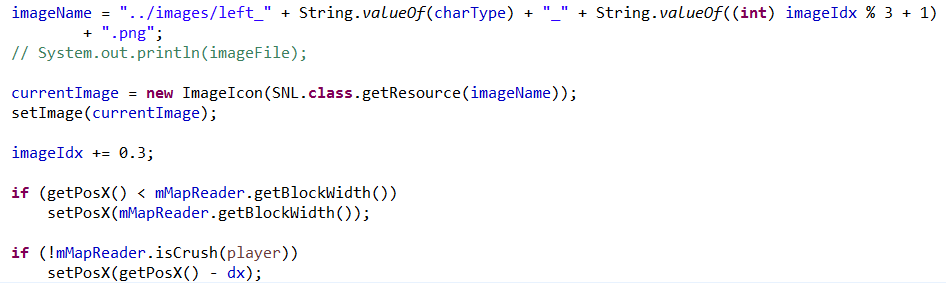 imageName = "../images/left_" + String.valueOf(charType) + "_" + String.valueOf((int) imageIdx % 3 + 1)
+ ".png";
// System.out.println(imageFile);
currentImage = new ImageIcon(SNL.class.getResource(imageName));
setImage(currentImage);
imageIdx += 0.3;
if (getPosX() < mMapReader.getBlockWidth())
setPosX(mMapReader.getBlockWidth());
if (!mMapReader.isCrush(player))
setPosX(getPosX() - dx);